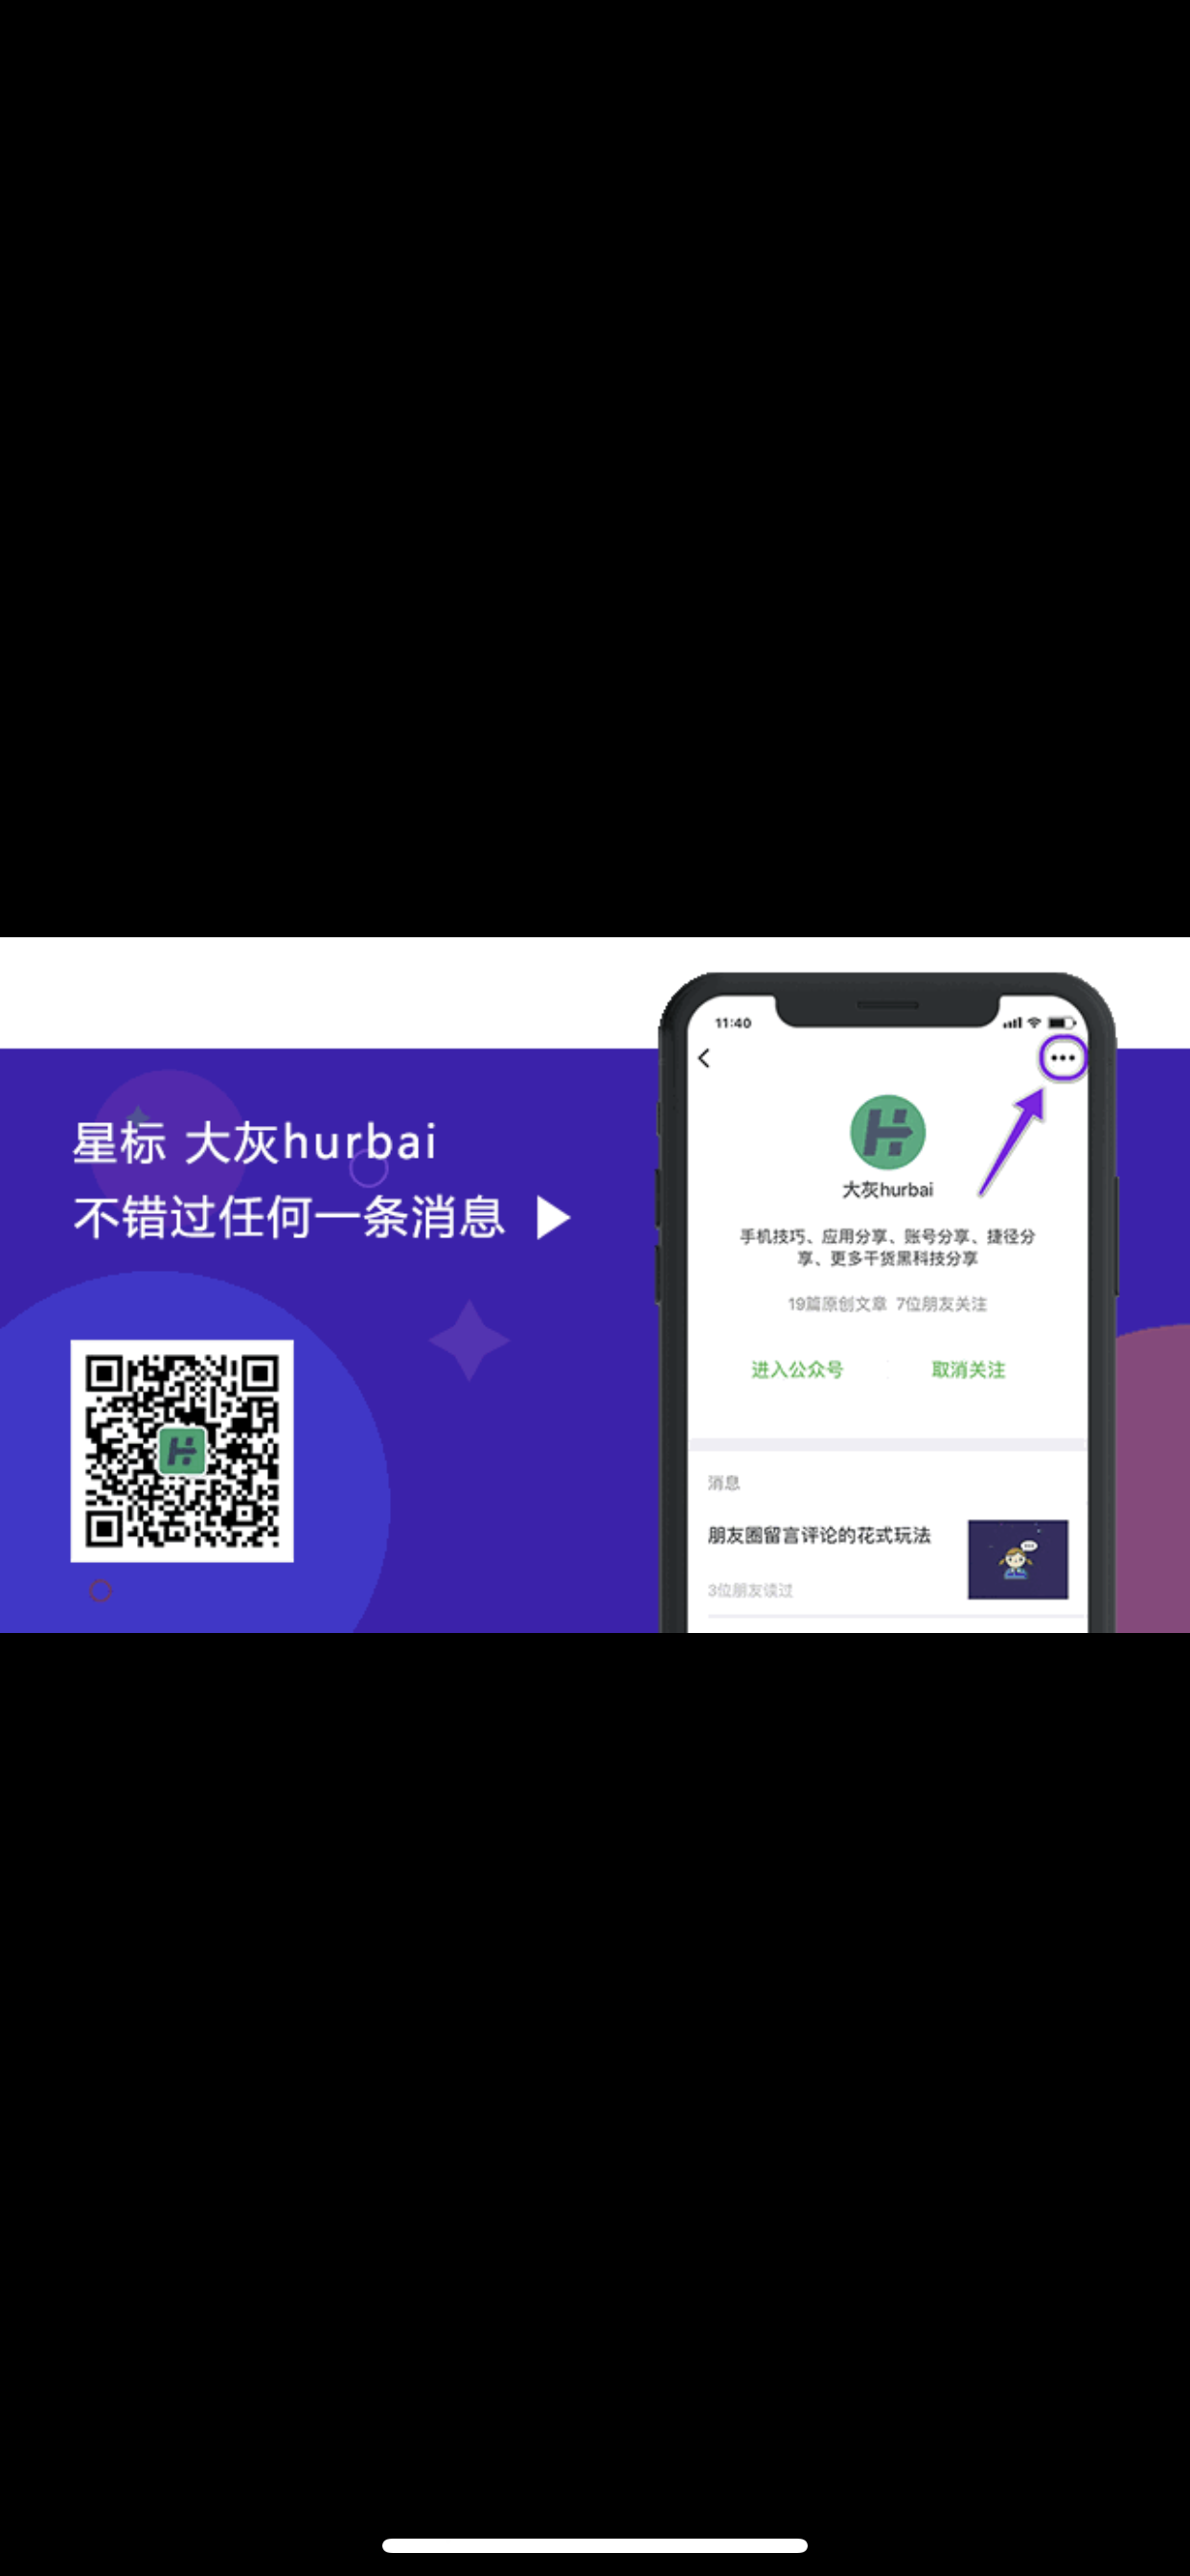 星标 大灰hurbai
不错过任何一条消息
11:40
大灰hurbai
手机技巧、应用分享、账号分享、捷径分
享、更多干货黑科技分享
19篇原创文章 7位朋友关注
进入公众号
取消关注
消息
朋友圈留言评论的花式玩法
3位朋友读过